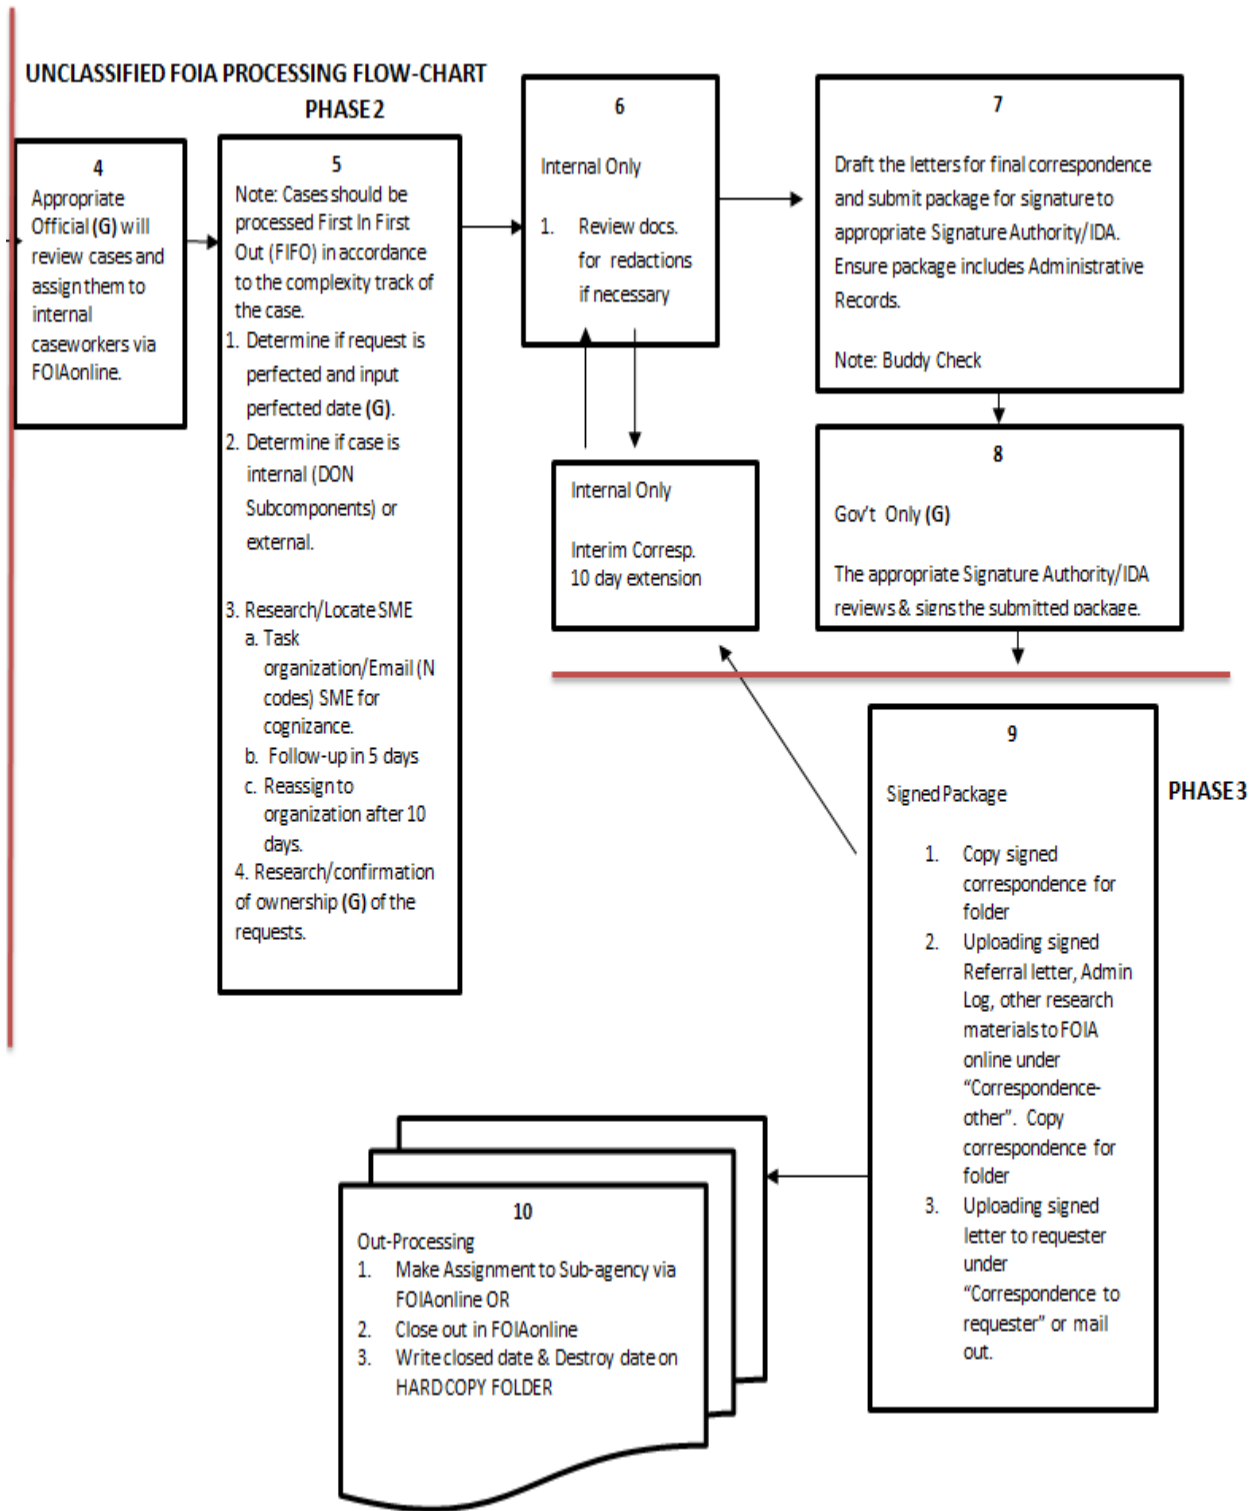 UNCLASSIFIED FOIA PROCESSING FLOW-CHART
PHASE 2
4
Appropriate
Official (G) will
review cases and
assign them to
internal
caseworkers via
FOIAonline.
5
Note: Cases should be
processed First In First
Out (FIFO) in accordance
to the complexity track of
the case.
1. Determine if request is
perfected and input
perfected date (G).
2. Determine if case is
internal (DON
Subcomponents) or
external.
3. Research/Locate SME
a. Task
organization/Email (N
codes) SME for
cognizance.
b. Follow-up in 5 days
c. Reassign to
organization after 10
days.
4. Research/confirmation
of ownership (G) of the
requests.
6
Internal Only
1. Review docs.
for redactions
if necessary
Internal Only
Interim Corresp.
10 day extension
7
Draft the letters for final correspondence
and submit package for signature to
appropriate Signature Authority/IDA.
Ensure package includes Administrative
Records.
Note: Buddy Check
8
Gov't Only (G)
The appropriate Signature Authority/IDA
reviews & signs the submitted package.
PHASE 3
9
Signed Package
1. Copy signed
correspondence for
folder
2. Uploading signed
Referral letter, Admin
Log, other research
materials to FOIA
online under
“Correspondence-
other”. Copy
correspondence for
folder
3. Uploading signed
letter to requester
under
“Correspondence to
requester” or mail
out.
10
Out-Processing
1. Make Assignment to Sub-agency via
FOIAonline OR
2. Close out in FOIAonline
3. Write closed date & Destroy date on
HARDCOPY FOLDER